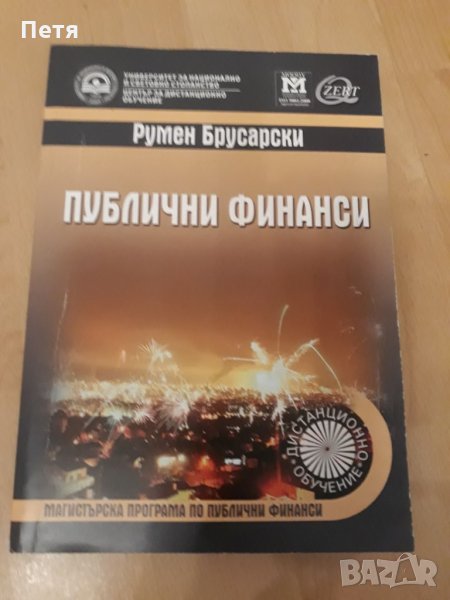 Петя
УНИВЕРСИТЕТ ЗА НАЦИОНАЛНО
И СВЕТОВНО СТОПАНСТВО
ЦЕНТЪР ЗА ДИСТАНЦИОННО
ОБУЧЕНИЕ
ZERT
Румен Брусарски
ПУБЛИЧНИ ФИНАНСИ
ДИСТАНЦИОННО
ОБУЧЕНИЕ
МАГИСТЪРСКА ПРОГРАМА ПО ПУБЛИЧНИ ФИНАНСИ
BAZAR